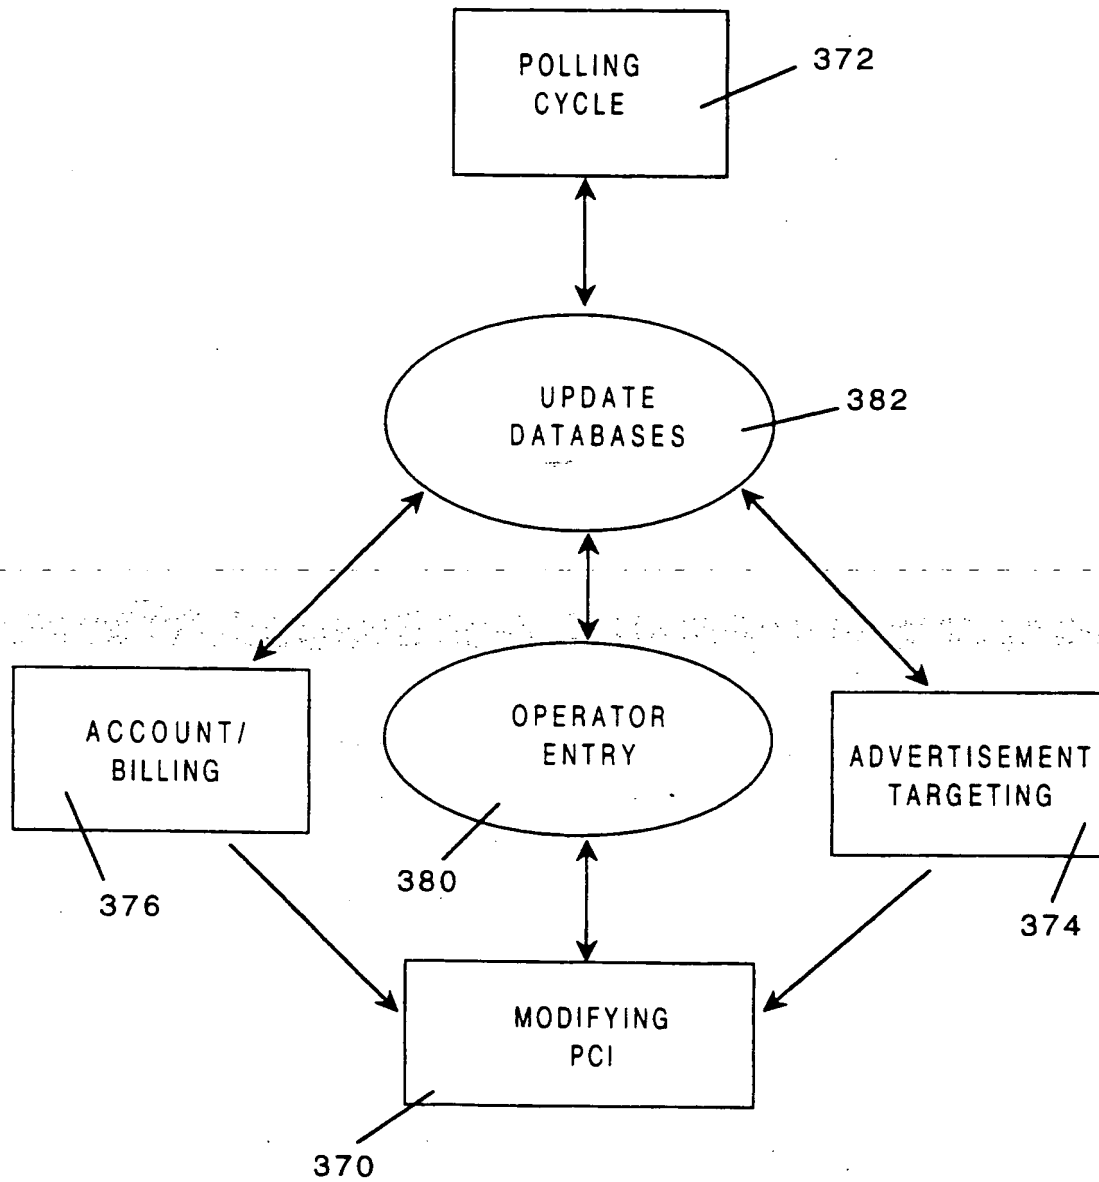 POLLING
CYCLE
372
UPDATE
DATABASES
382
ACCOUNT/
BILLING
376
OPERATOR
ENTRY
380
ADVERTISEMENT
TARGETING
374
MODIFYING
PCI
370